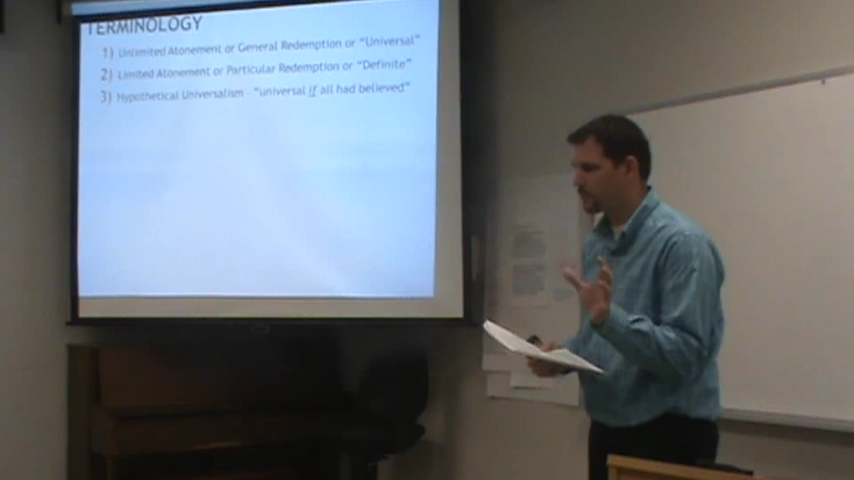 TERMINOLOGY
1) Unlimited Atonement or General Redemption or “Universal”
2) Limited Atonement or Particular Redemption or “Definite”
3) Hypothetical Universalism - “universal if all had believed”